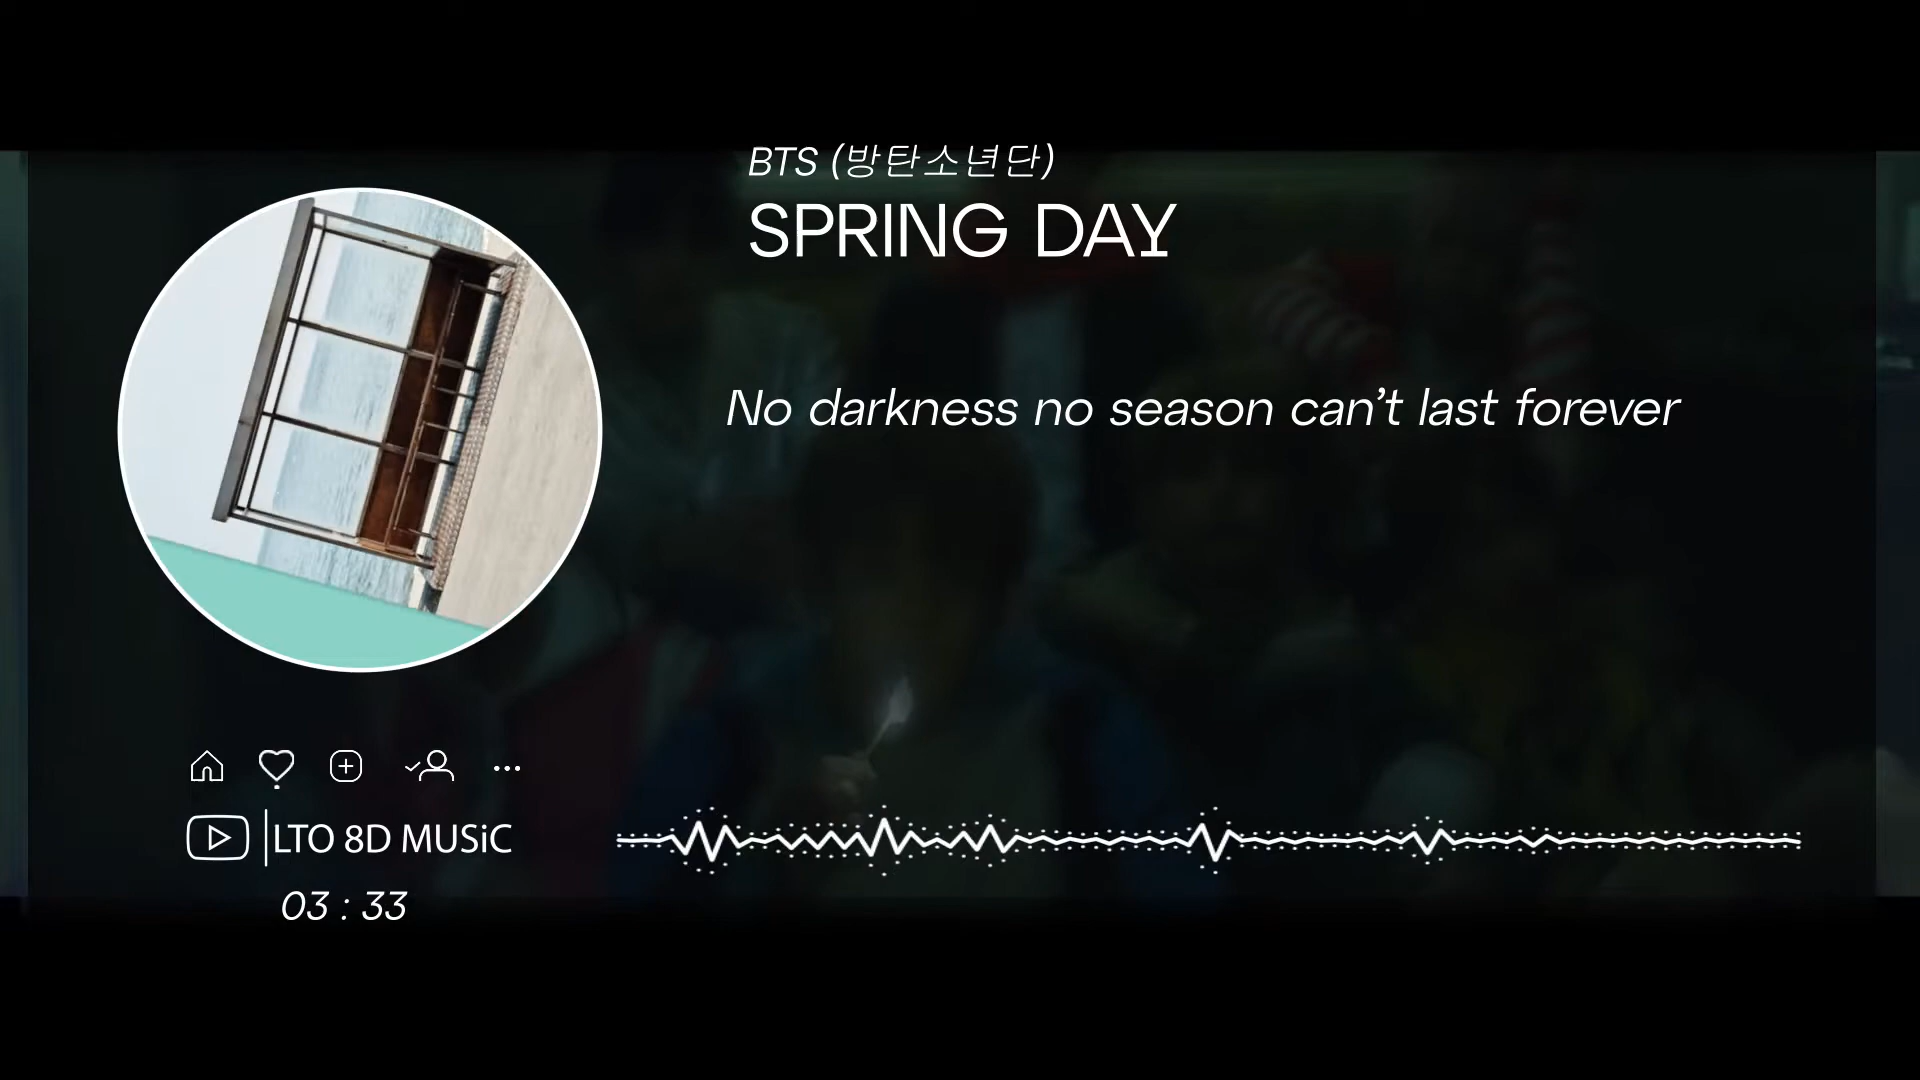 BTS (방탄소년단)
SPRING DAY
No darkness no season can’t last forever
LTO 8D MUSiC
03 : 33